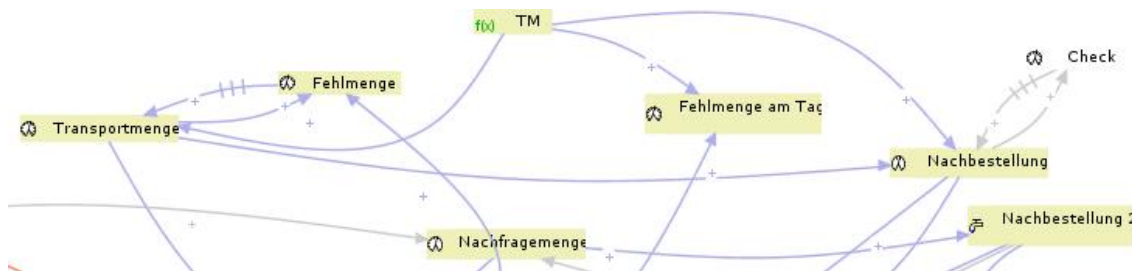 f(x) TM
Check
Fehlmenge
Fehlmenge am Tag
Transportmenge
Nachbestellung
Nachbestellung 2
Nachfragemenge